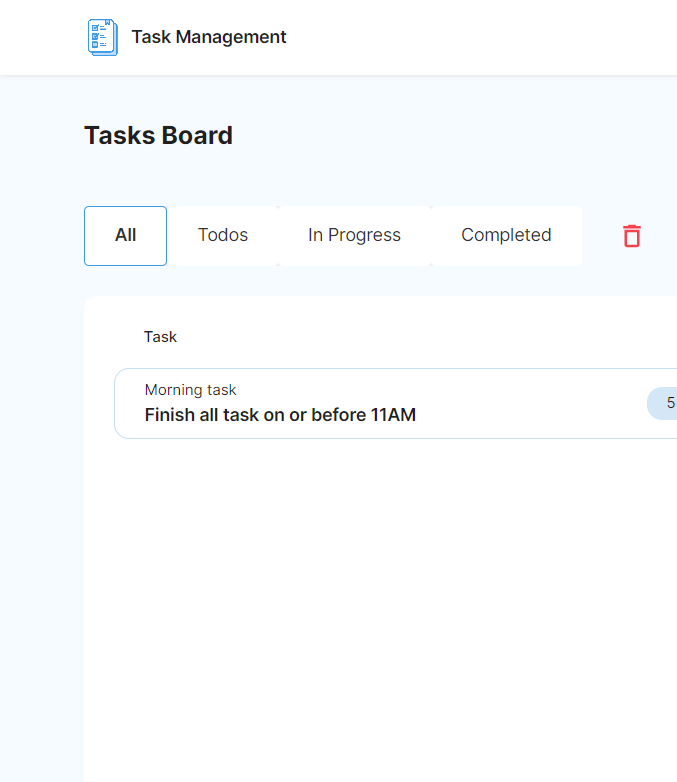 Task Management
Tasks Board
All Todos In Progress Completed
Task
Morning task
Finish all task on or before 11AM
5